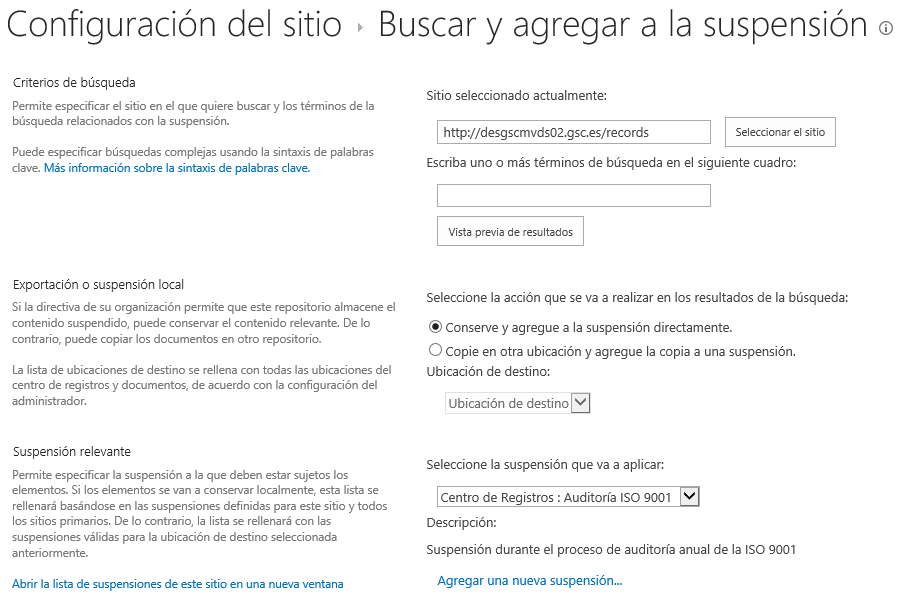 Configuración del sitio ▸ Buscar y agregar a la suspensión
Criterios de búsqueda
Permite especificar el sitio en el que quiere buscar y los términos de la
búsqueda relacionados con la suspensión.
Puede especificar búsquedas complejas usando la sintaxis de palabras
clave. Más información sobre la sintaxis de palabras clave.
Sitio seleccionado actualmente:
http://desgscmvds02.gsc.es/records
Seleccionar el sitio
Escriba uno o más términos de búsqueda en el siguiente cuadro:
Vista previa de resultados
Exportación o suspensión local
Si la directiva de su organización permite que este repositorio almacene el
contenido suspendido, puede conservar el contenido relevante. De lo
contrario, puede copiar los documentos en otro repositorio.
La lista de ubicaciones de destino se rellena con todas las ubicaciones del
centro de registros y documentos, de acuerdo con la configuración del
administrador.
Seleccione la acción que se va a realizar en los resultados de la búsqueda:
Conserve y agregue a la suspensión directamente.
Copie en otra ubicación y agregue la copia a una suspensión.
Ubicación de destino:
Ubicación de destino
Suspensión relevante
Permite especificar la suspensión a la que deben estar sujetos los
elementos. Si los elementos se van a conservar localmente, esta lista se
rellenará basándose en las suspensiones definidas para este sitio y todos
los sitios primarios. De lo contrario, la lista se rellenará con las
suspensiones válidas para la ubicación de destino seleccionada
anteriormente.
Abrir la lista de suspensiones de este sitio en una nueva ventana
Seleccione la suspensión que va a aplicar:
Centro de Registros : Auditoría ISO 9001
Descripción:
Suspensión durante el proceso de auditoría anual de la ISO 9001
Agregar una nueva suspensión...